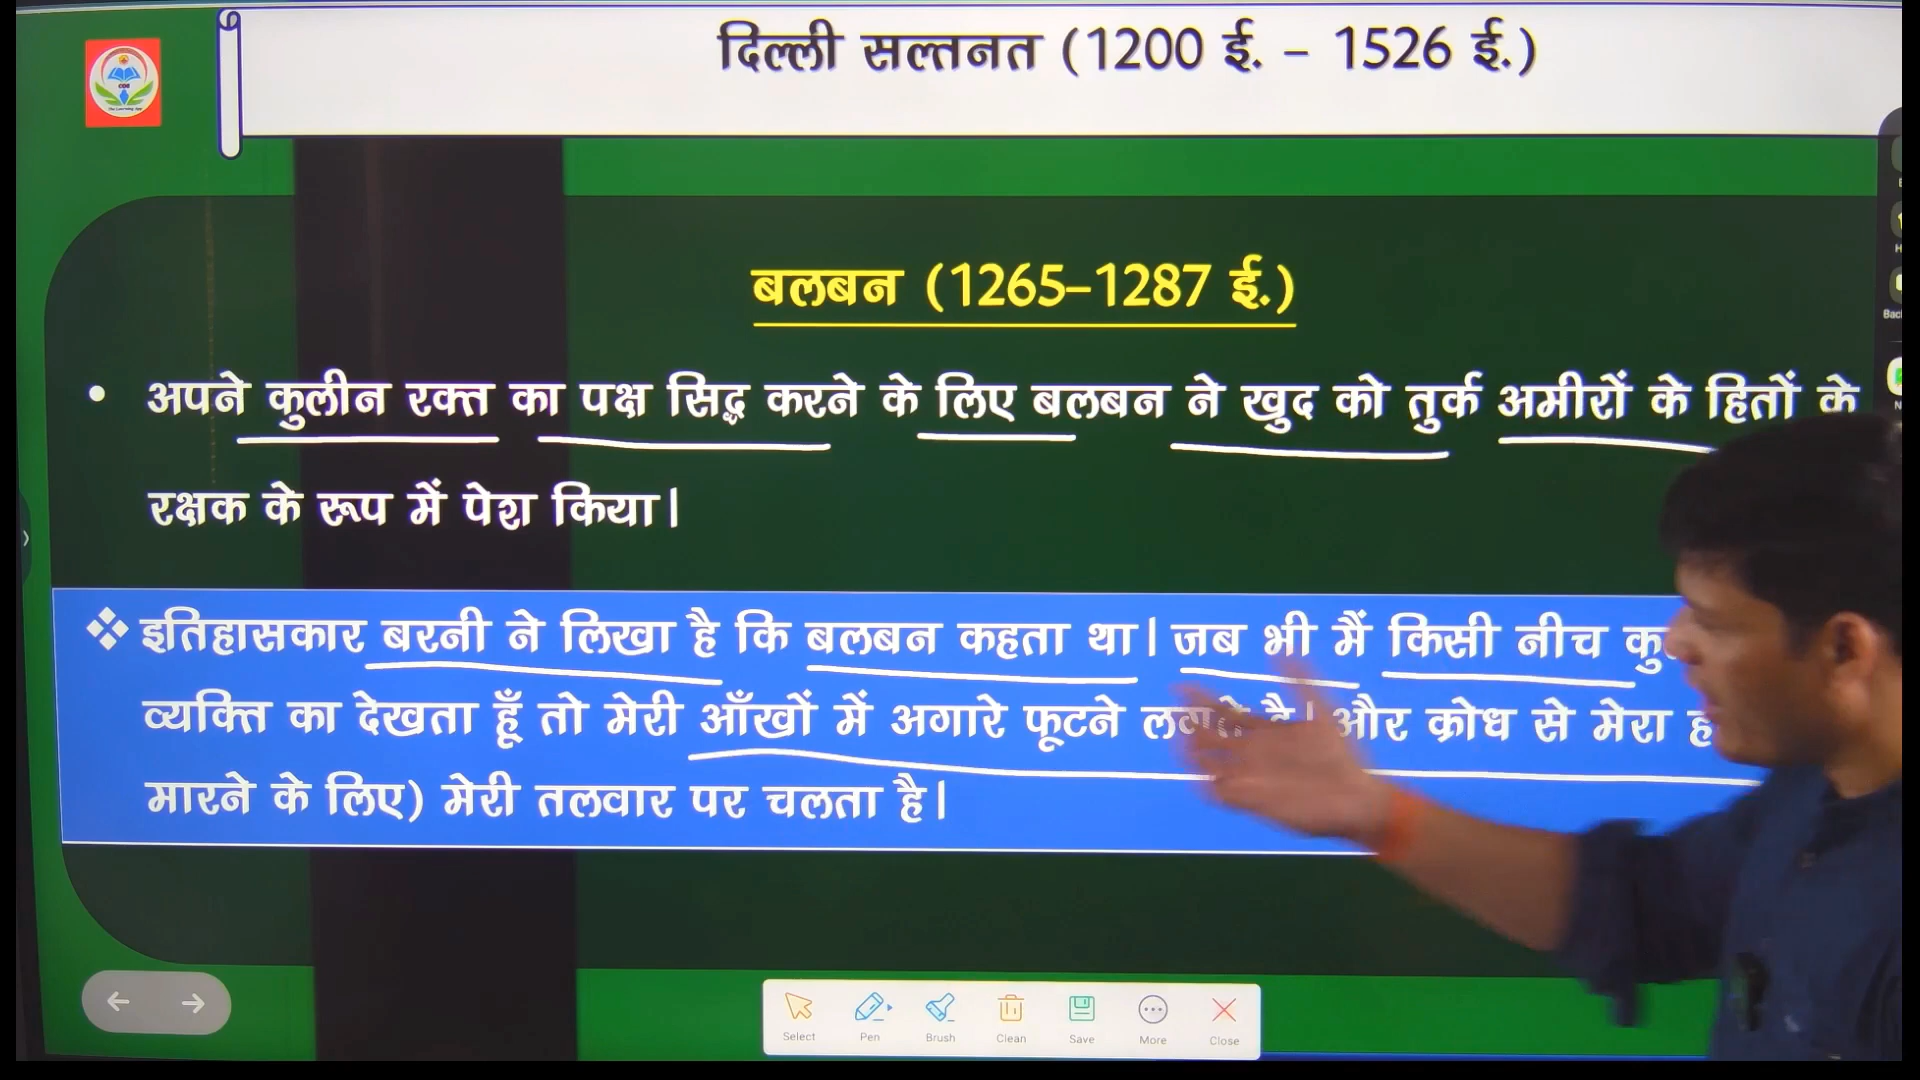 दिल्ली सल्तनत (1200 ई. – 1526 ई.)
बलबन (1265–1287 ई.)
• अपने कुलीन रक्त का पक्ष सिद्ध करने के लिए बलबन ने खुद को तुर्क अमीरों के हितों के
रक्षक के रूप में पेश किया।
❖ इतिहासकार बरनी ने लिखा है कि बलबन कहता था। जब भी मैं किसी नीच
व्यक्ति का देखता हूँ तो मेरी आँखों में अगारे फूटने है। और क्रोध से मेरा
मारने के लिए) मेरी तलवार पर चलता है।
Select Pen Brush Clean Save More Close